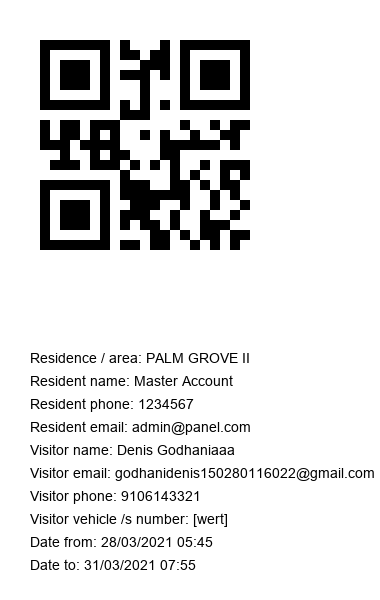 Residence / area: PALM GROVE II
Resident name: Master Account
Resident phone: 1234567
Resident email: admin@panel.com
Visitor name: Denis Godhaniaaa
Visitor email: godhanidenis150280116022@gmail.com
Visitor phone: 9106143321
Visitor vehicle /s number: [wert]
Date from: 28/03/2021 05:45
Date to: 31/03/2021 07:55